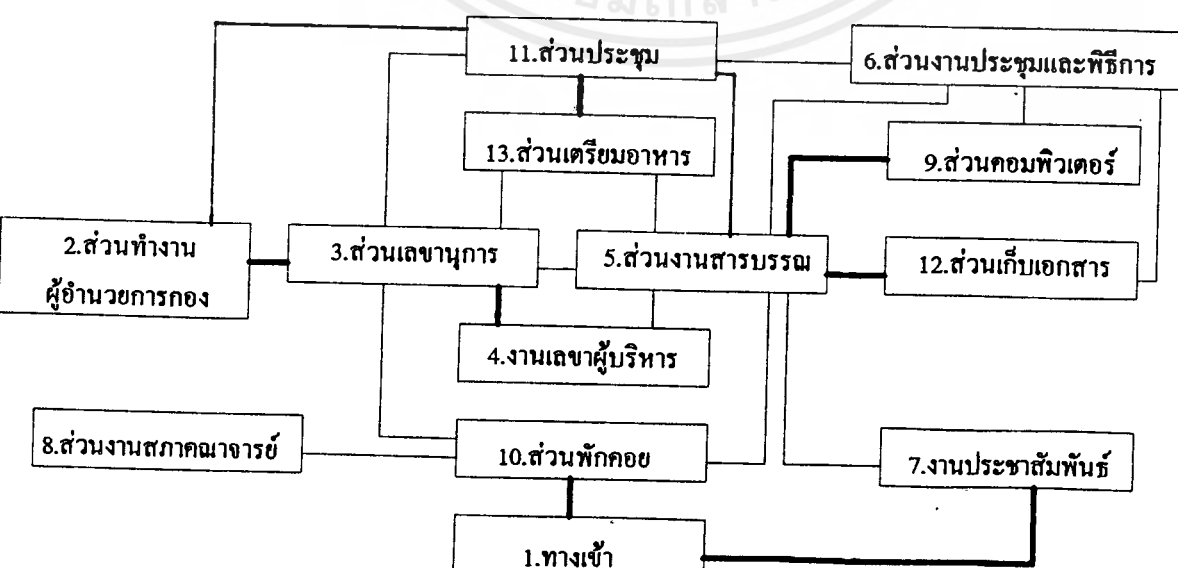 11.ส่วนประชุม
6.ส่วนงานประชุมและพิธีการ
13.ส่วนเตรียมอาหาร
9.ส่วนคอมพิวเตอร์
2.ส่วนทำงาน
ผู้อำนวยการกอง
3.ส่วนเลขานุการ
5.ส่วนงานสารบรรณ
12.ส่วนเก็บเอกสาร
4.งานเลขาผู้บริหาร
8.ส่วนงานสภาคณาจารย์
10.ส่วนพักคอย
7.งานประชาสัมพันธ์
1.ทางเข้า